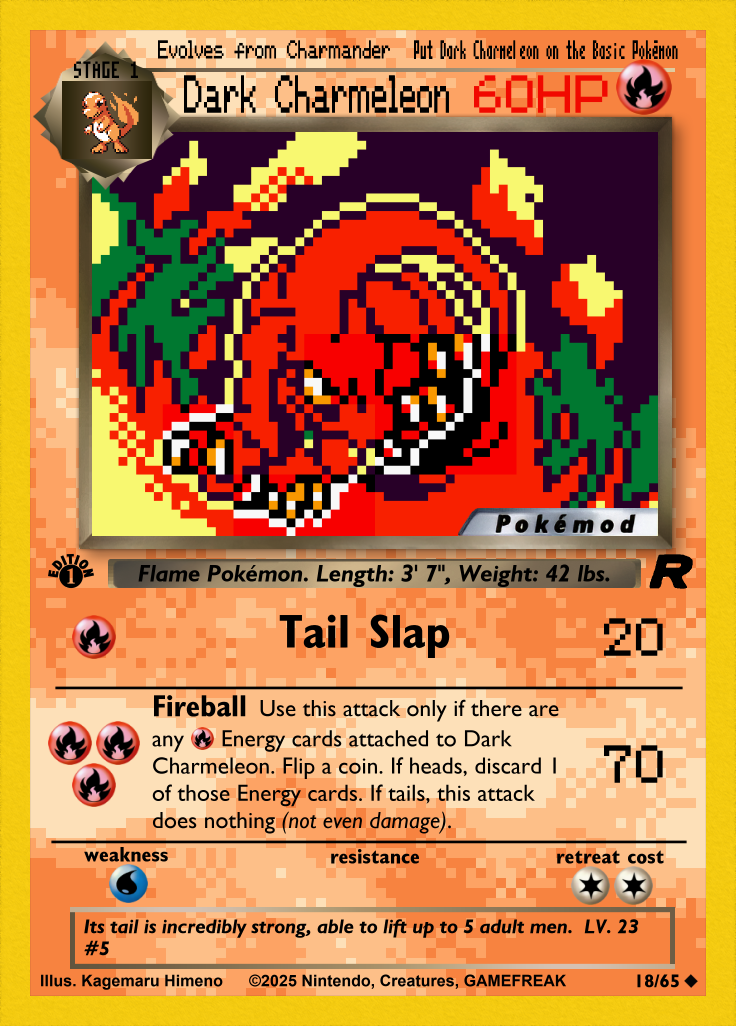 Evolves from Charmander Put Dark Charmeleon on the Basic Pokémon
STAGE 1
Dark Charmeleon 60HP
Pokémod
EDITION 1
Flame Pokémon. Length: 3' 7", Weight: 42 lbs. R
Tail Slap 20
Fireball Use this attack only if there are
any Energy cards attached to Dark
Charmeleon. Flip a coin. If heads, discard 1
of those Energy cards. If tails, this attack
does nothing (not even damage).
70
weakness resistance retreat cost
Its tail is incredibly strong, able to lift up to 5 adult men. LV. 23
#5
Illus. Kagemaru Himeno ©2025 Nintendo, Creatures, GAMEFREAK 18/65